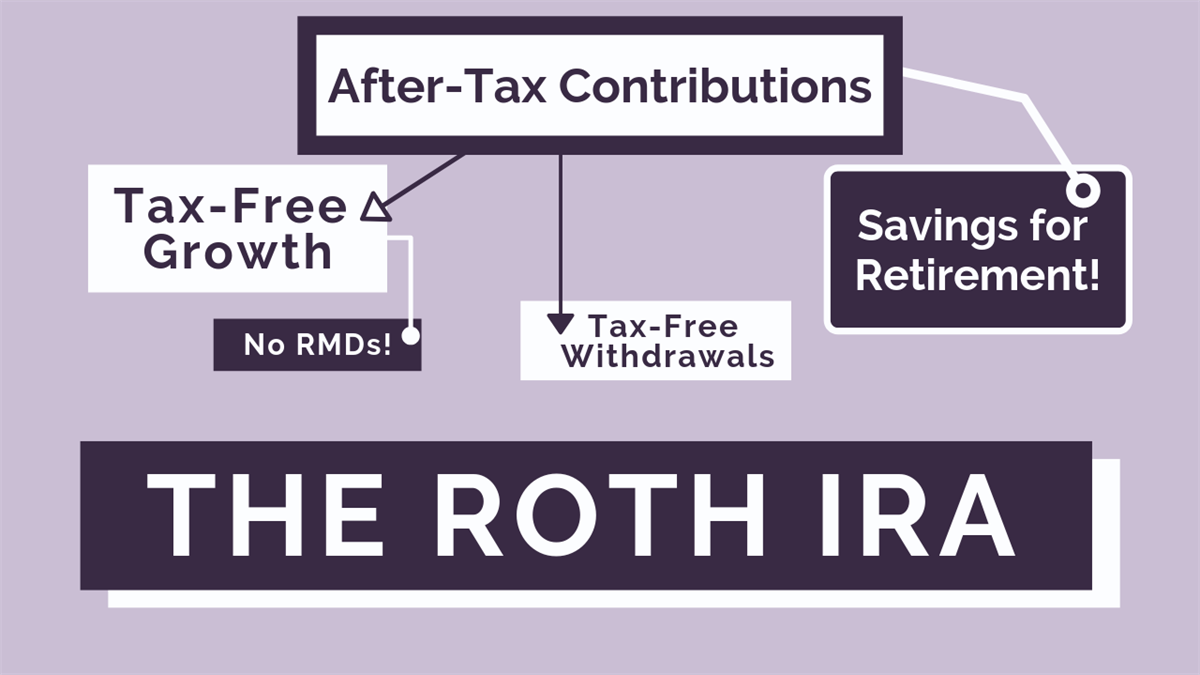 After-Tax Contributions
Tax-Free
Growth
Savings for
Retirement!
No RMDs!
Tax-Free
Withdrawals
THE ROTH IRA